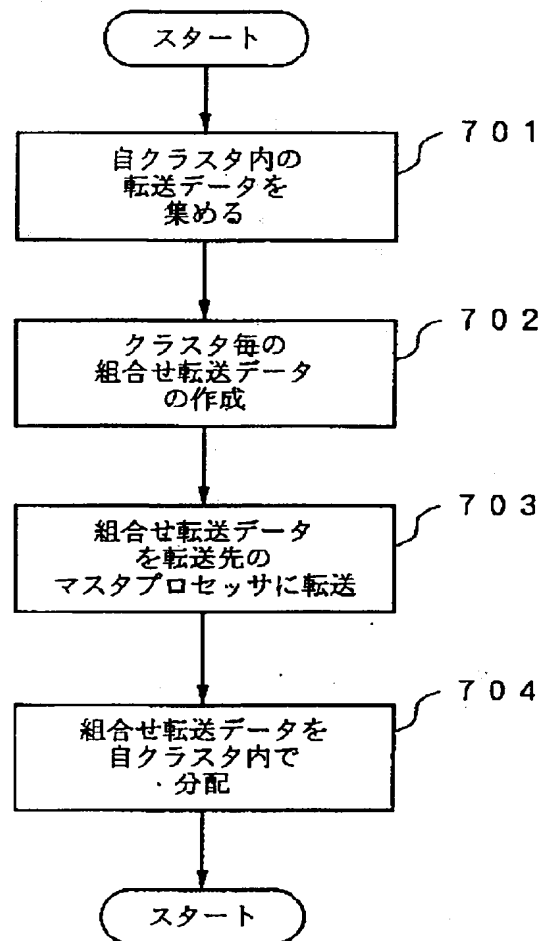 スタート
701
自クラスタ内の
転送データを
集める
702
クラスタ毎の
組合せ転送データ
の作成
703
組合せ転送データ
を転送先の
マスタプロセッサに転送
704
組合せ転送データを
自クラスタ内で
分配
スタート